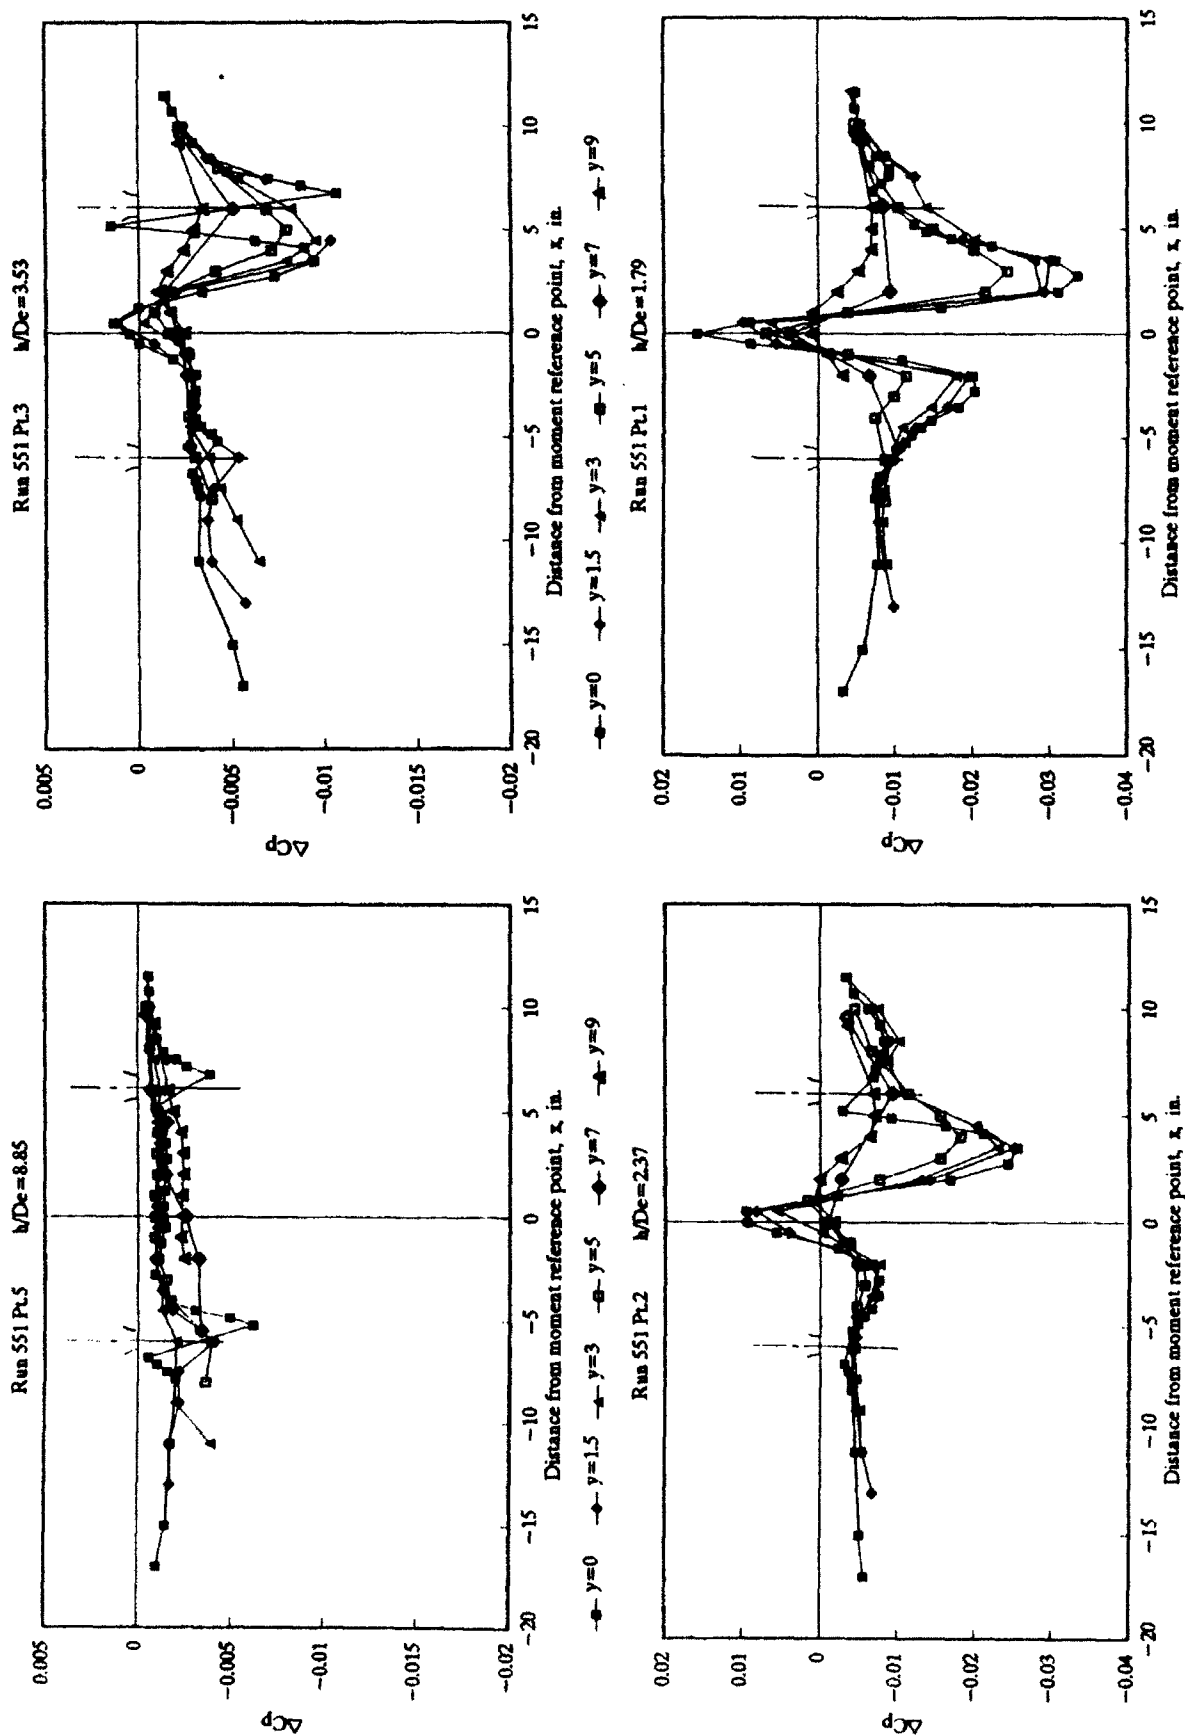 Run 551 Pt.5 h/De=8.85
0.005
0
-0.005
-0.01
-0.015
-0.02
ΔCp
-20 -15 -10 -5 0 5 10 15
Distance from moment reference point, x, in.
y=0 y=1.5 y=3 y=5 y=7 y=9
Run 551 Pt.3 h/De=3.53
0.005
0
-0.005
-0.01
-0.015
-0.02
ΔCp
-20 -15 -10 -5 0 5 10 15
Distance from moment reference point, x, in.
y=0 y=1.5 y=3 y=5 y=7 y=9
Run 551 Pt.2 h/De=2.37
0.02
0.01
0
-0.01
-0.02
-0.03
-0.04
ΔCp
-20 -15 -10 -5 0 5 10 15
Distance from moment reference point, x, in.
Run 551 Pt.1 h/De=1.79
0.02
0.01
0
-0.01
-0.02
-0.03
-0.04
ΔCp
-20 -15 -10 -5 0 5 10 15
Distance from moment reference point, x, in.